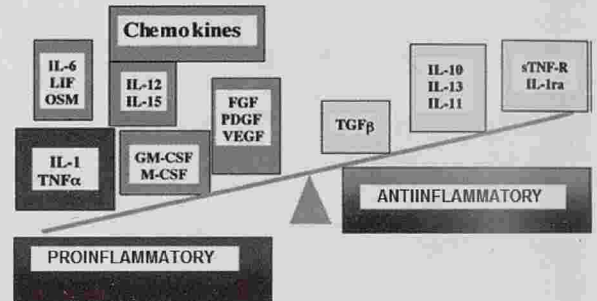 Chemokines
IL-6
LIF
OSM
IL-12
IL-15
FGF
PDGF
VEGF
IL-1
TNFα
GM-CSF
M-CSF
TGFβ
IL-10
IL-13
IL-11
sTNF-R
IL-1ra
PROINFLAMMATORY
ANTIINFLAMMATORY